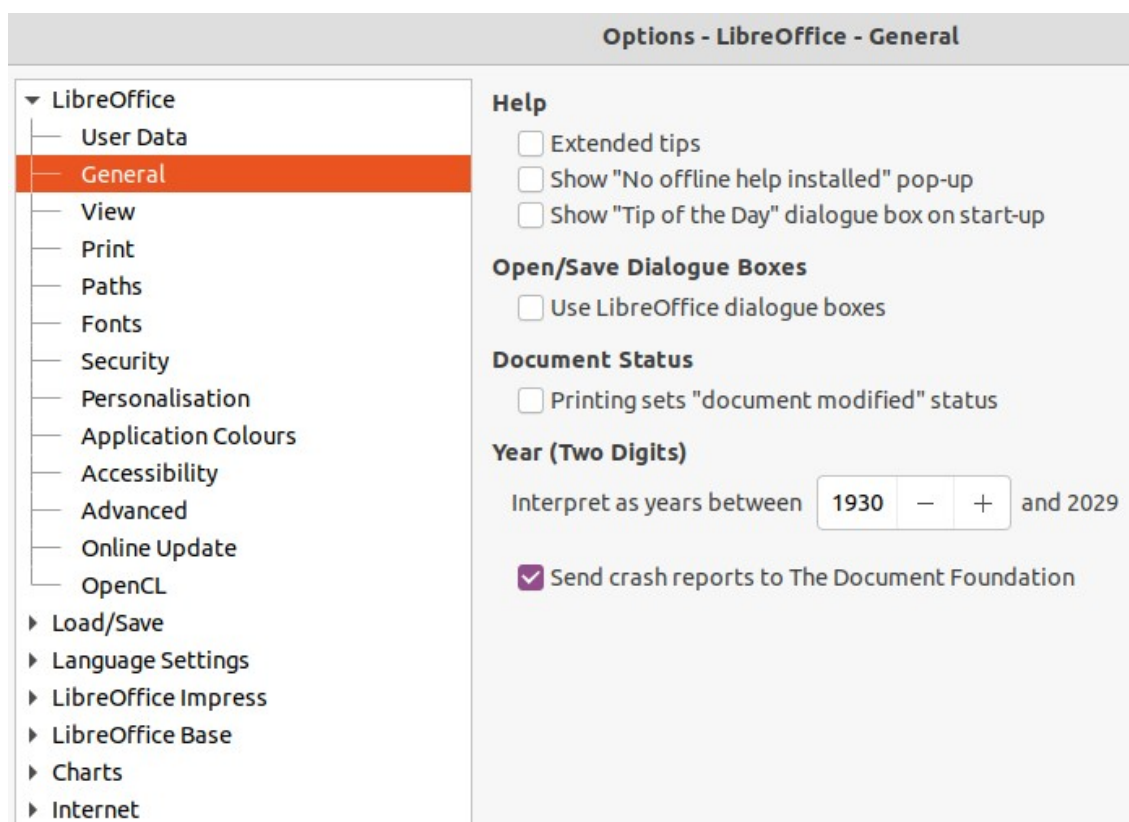 Options - LibreOffice - General
LibreOffice
User Data
General
View
Print
Paths
Fonts
Security
Personalisation
Application Colours
Accessibility
Advanced
Online Update
OpenCL
Load/Save
Language Settings
LibreOffice Impress
LibreOffice Base
Charts
Internet
Help
Extended tips
Show "No offline help installed" pop-up
Show "Tip of the Day" dialogue box on start-up
Open/Save Dialogue Boxes
Use LibreOffice dialogue boxes
Document Status
Printing sets "document modified" status
Year (Two Digits)
Interpret as years between 1930 − + and 2029
Send crash reports to The Document Foundation